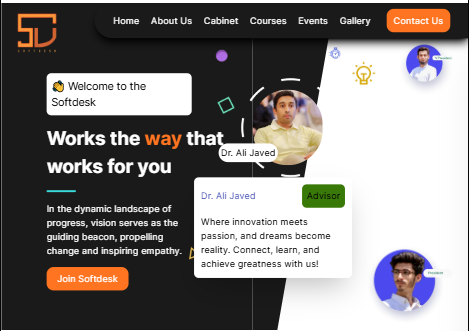 Home About Us Cabinet Courses Events Gallery Contact Us
SOFTDESK
👏 Welcome to the
Softdesk
Works the way that
works for you
In the dynamic landscape of
progress, vision serves as the
guiding beacon, propelling
change and inspiring empathy.
Join Softdesk
Dr. Ali Javed
Dr. Ali Javed
Advisor
Where innovation meets
passion, and dreams become
reality. Connect, learn, and
achieve greatness with us!
President